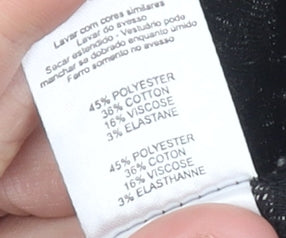 Lavar com cores similares
Lavar do avesso
Secar estendido - Vestuário pode
manchar se dobrado enquanto úmido
Ferro somente no avesso
45% POLYESTER
36% COTTON
16% VISCOSE
3% ELASTANE
45% POLYESTER
36% COTON
16% VISCOSE
3% ELASTHANNE